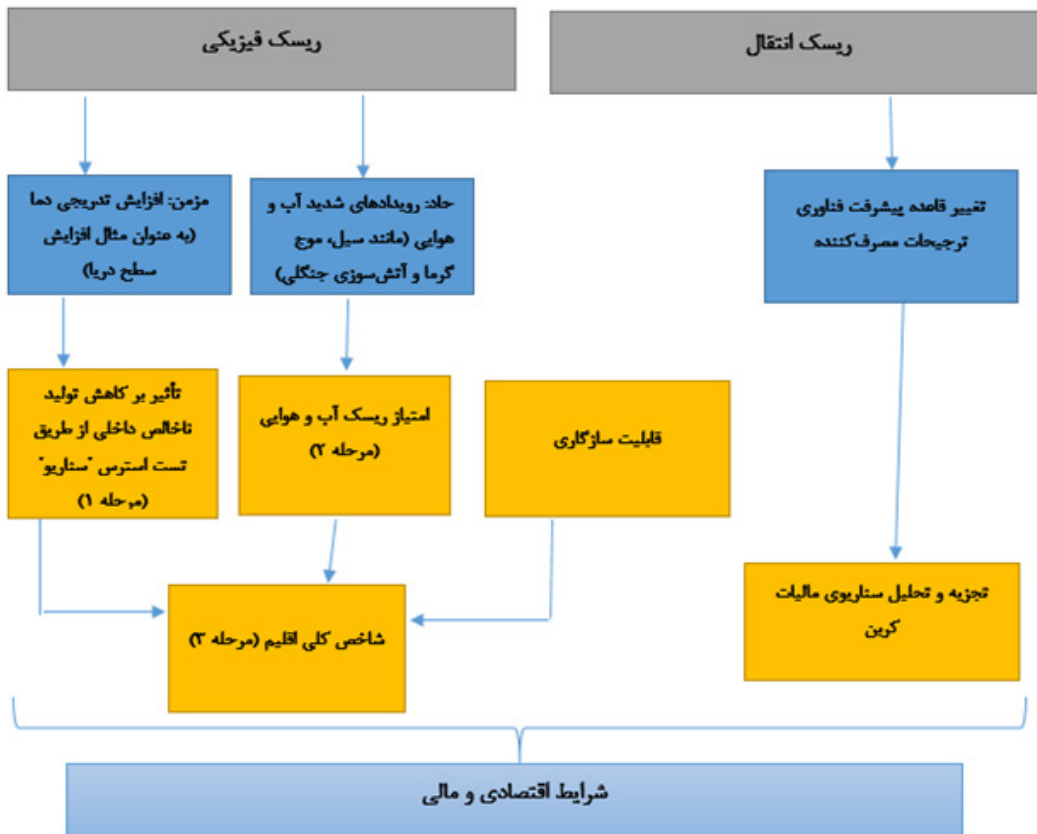 ریسک فیزیکی
ریسک انتقال
مزمن: افزایش تدریجی دما
(به عنوان مثال افزایش
سطح دریا)
حاد: رویدادهای شدید آب و
هوایی (مانند سیل، موج
گرما و آتش‌سوزی جنگلی)
تغییر قاعده پیشرفت فناوری
ترجیحات مصرف‌کننده
تأثیر بر کاهش تولید
ناخالص داخلی از طریق
تست استرس "سناریو"
(مرحله ۱)
امتیاز ریسک آب و هوایی
(مرحله ۲)
قابلیت سازگاری
شاخص کلی اقلیم (مرحله ۳)
تجزیه و تحلیل سناریوی مالیات
کربن
شرایط اقتصادی و مالی